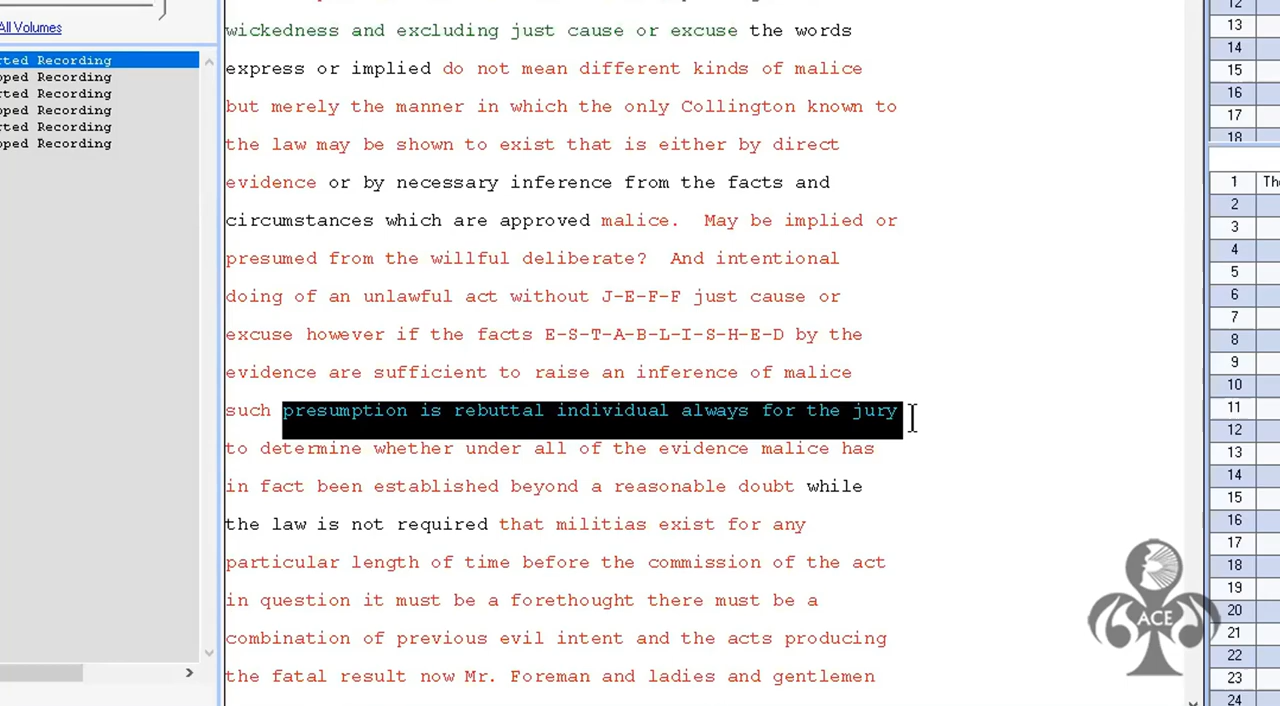 All Volumes
ted Recording
ped Recording
ted Recording
ped Recording
ted Recording
ped Recording
wickedness and excluding just cause or excuse the words
express or implied do not mean different kinds of malice
but merely the manner in which the only Collington known to
the law may be shown to exist that is either by direct
evidence or by necessary inference from the facts and
circumstances which are approved malice.  May be implied or
presumed from the willful deliberate?  And intentional
doing of an unlawful act without J-E-F-F just cause or
excuse however if the facts E-S-T-A-B-L-I-S-H-E-D by the
evidence are sufficient to raise an inference of malice
such presumption is rebuttal individual always for the jury
to determine whether under all of the evidence malice has
in fact been established beyond a reasonable doubt while
the law is not required that militias exist for any
particular length of time before the commission of the act
in question it must be a forethought there must be a
combination of previous evil intent and the acts producing
the fatal result now Mr. Foreman and ladies and gentlemen
12
13
14
15
16
17
18
1 The
2
3
4
5
6
7
8
9
10
11
12
13
14
15
16
17
18
19
20
21
22
23
24
ACE